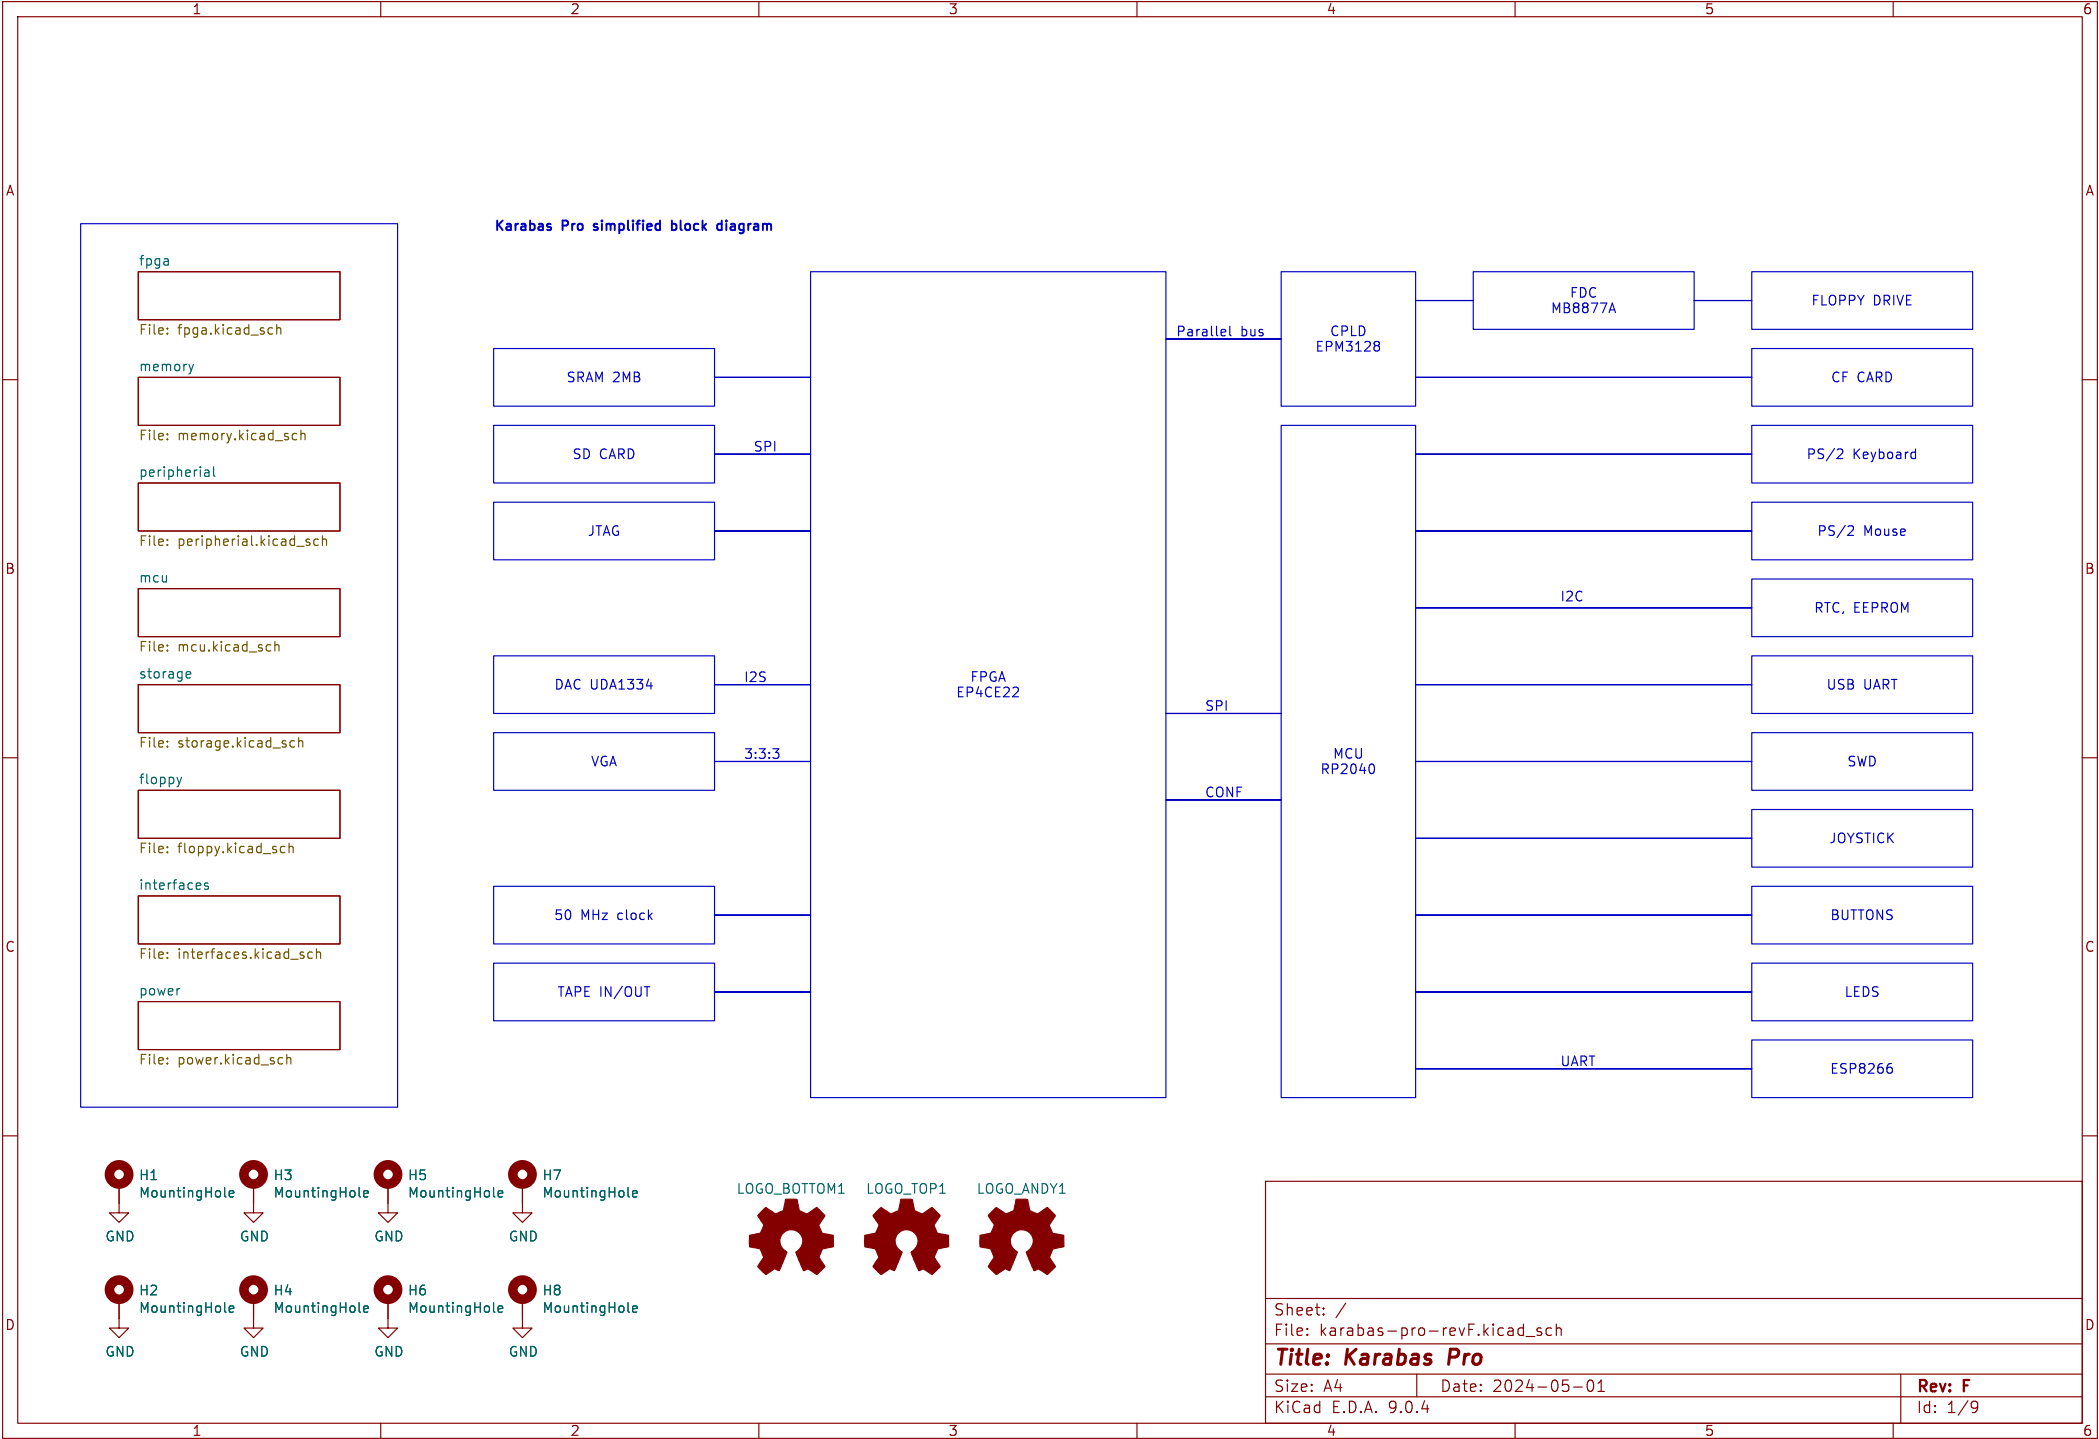 1 2 3 4 5 6
A
A
B
B
C
C
D
D
Karabas Pro simplified block diagram
fpga
File: fpga.kicad_sch
memory
File: memory.kicad_sch
peripherial
File: peripherial.kicad_sch
mcu
File: mcu.kicad_sch
storage
File: storage.kicad_sch
floppy
File: floppy.kicad_sch
interfaces
File: interfaces.kicad_sch
power
File: power.kicad_sch
SRAM 2MB
SD CARD
SPI
JTAG
DAC UDA1334
I2S
VGA
3:3:3
50 MHz clock
TAPE IN/OUT
FPGA
EP4CE22
Parallel bus
SPI
CONF
CPLD
EPM3128
MCU
RP2040
FDC
MB8877A
FLOPPY DRIVE
CF CARD
PS/2 Keyboard
PS/2 Mouse
I2C
RTC, EEPROM
USB UART
SWD
JOYSTICK
BUTTONS
LEDS
UART
ESP8266
H1
MountingHole
GND
H3
MountingHole
GND
H5
MountingHole
GND
H7
MountingHole
GND
H2
MountingHole
GND
H4
MountingHole
GND
H6
MountingHole
GND
H8
MountingHole
GND
LOGO_BOTTOM1
LOGO_TOP1
LOGO_ANDY1
Sheet: /
File: karabas-pro-revF.kicad_sch
Title: Karabas Pro
Size: A4
Date: 2024-05-01
Rev: F
KiCad E.D.A. 9.0.4
Id: 1/9
1 2 3 4 5 6